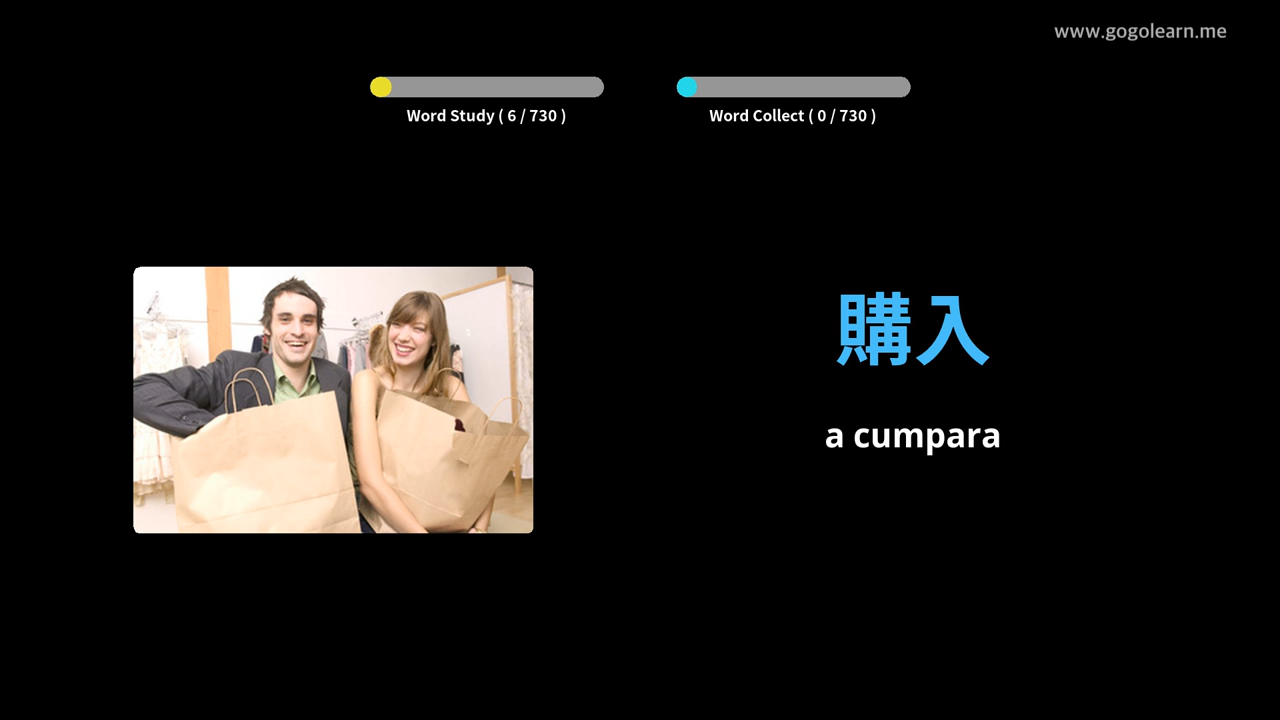 www.gogolearn.me
Word Study ( 6 / 730 )
Word Collect ( 0 / 730 )
購入
a cumpara